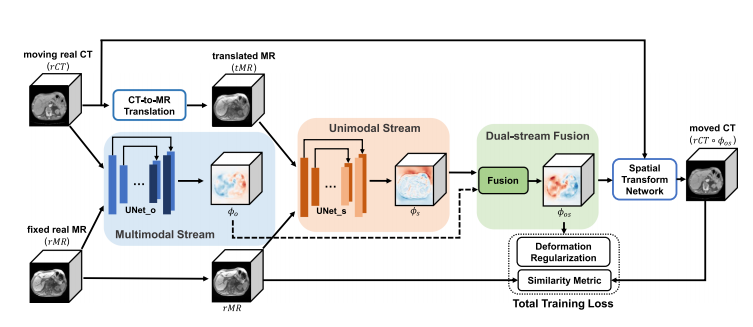 moving real CT
(rCT)
translated MR
(tMR)
CT-to-MR
Translation
Unimodal Stream
Dual-stream Fusion
moved CT
(rCT ∘ ϕos)
...
UNet_o
ϕo
...
UNet_s
ϕs
Fusion
ϕos
Spatial
Transform
Network
fixed real MR
(rMR)
Multimodal Stream
rMR
Deformation
Regularization
Similarity Metric
Total Training Loss